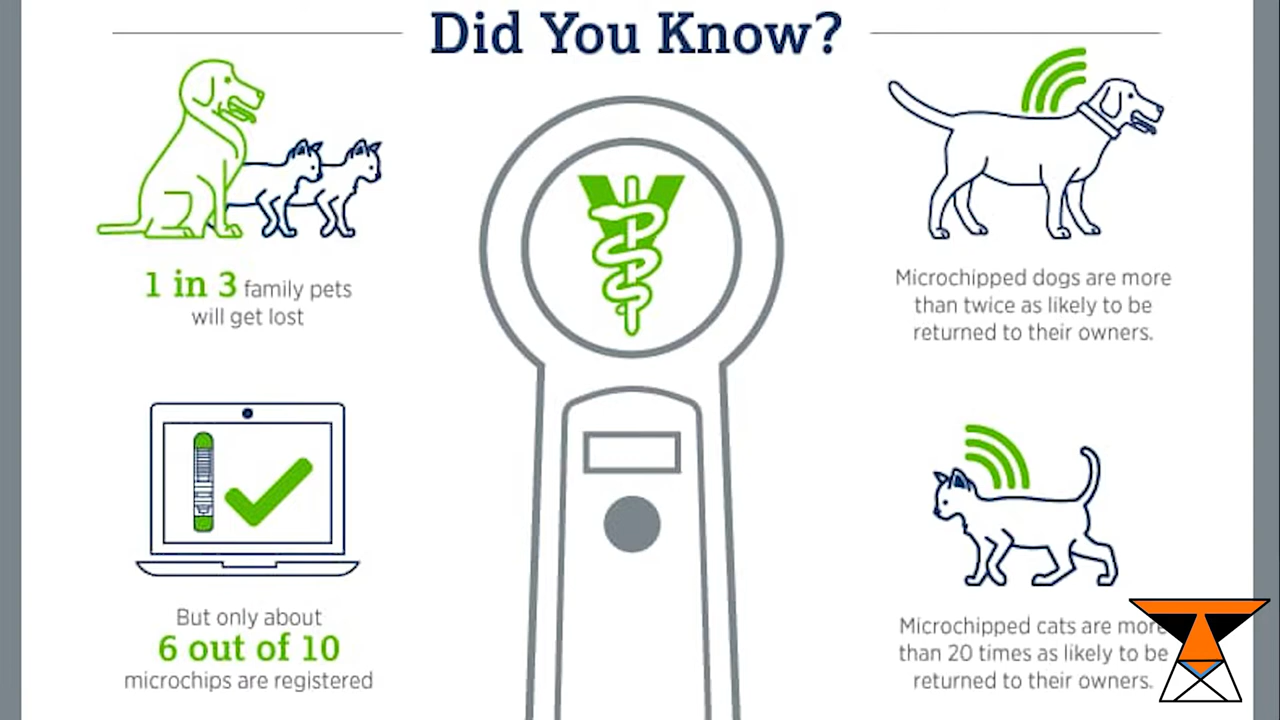 Did You Know?
1 in 3 family pets
will get lost
Microchipped dogs are more
than twice as likely to be
returned to their owners.
But only about
6 out of 10
microchips are registered
Microchipped cats are more
than 20 times as likely to be
returned to their owners.